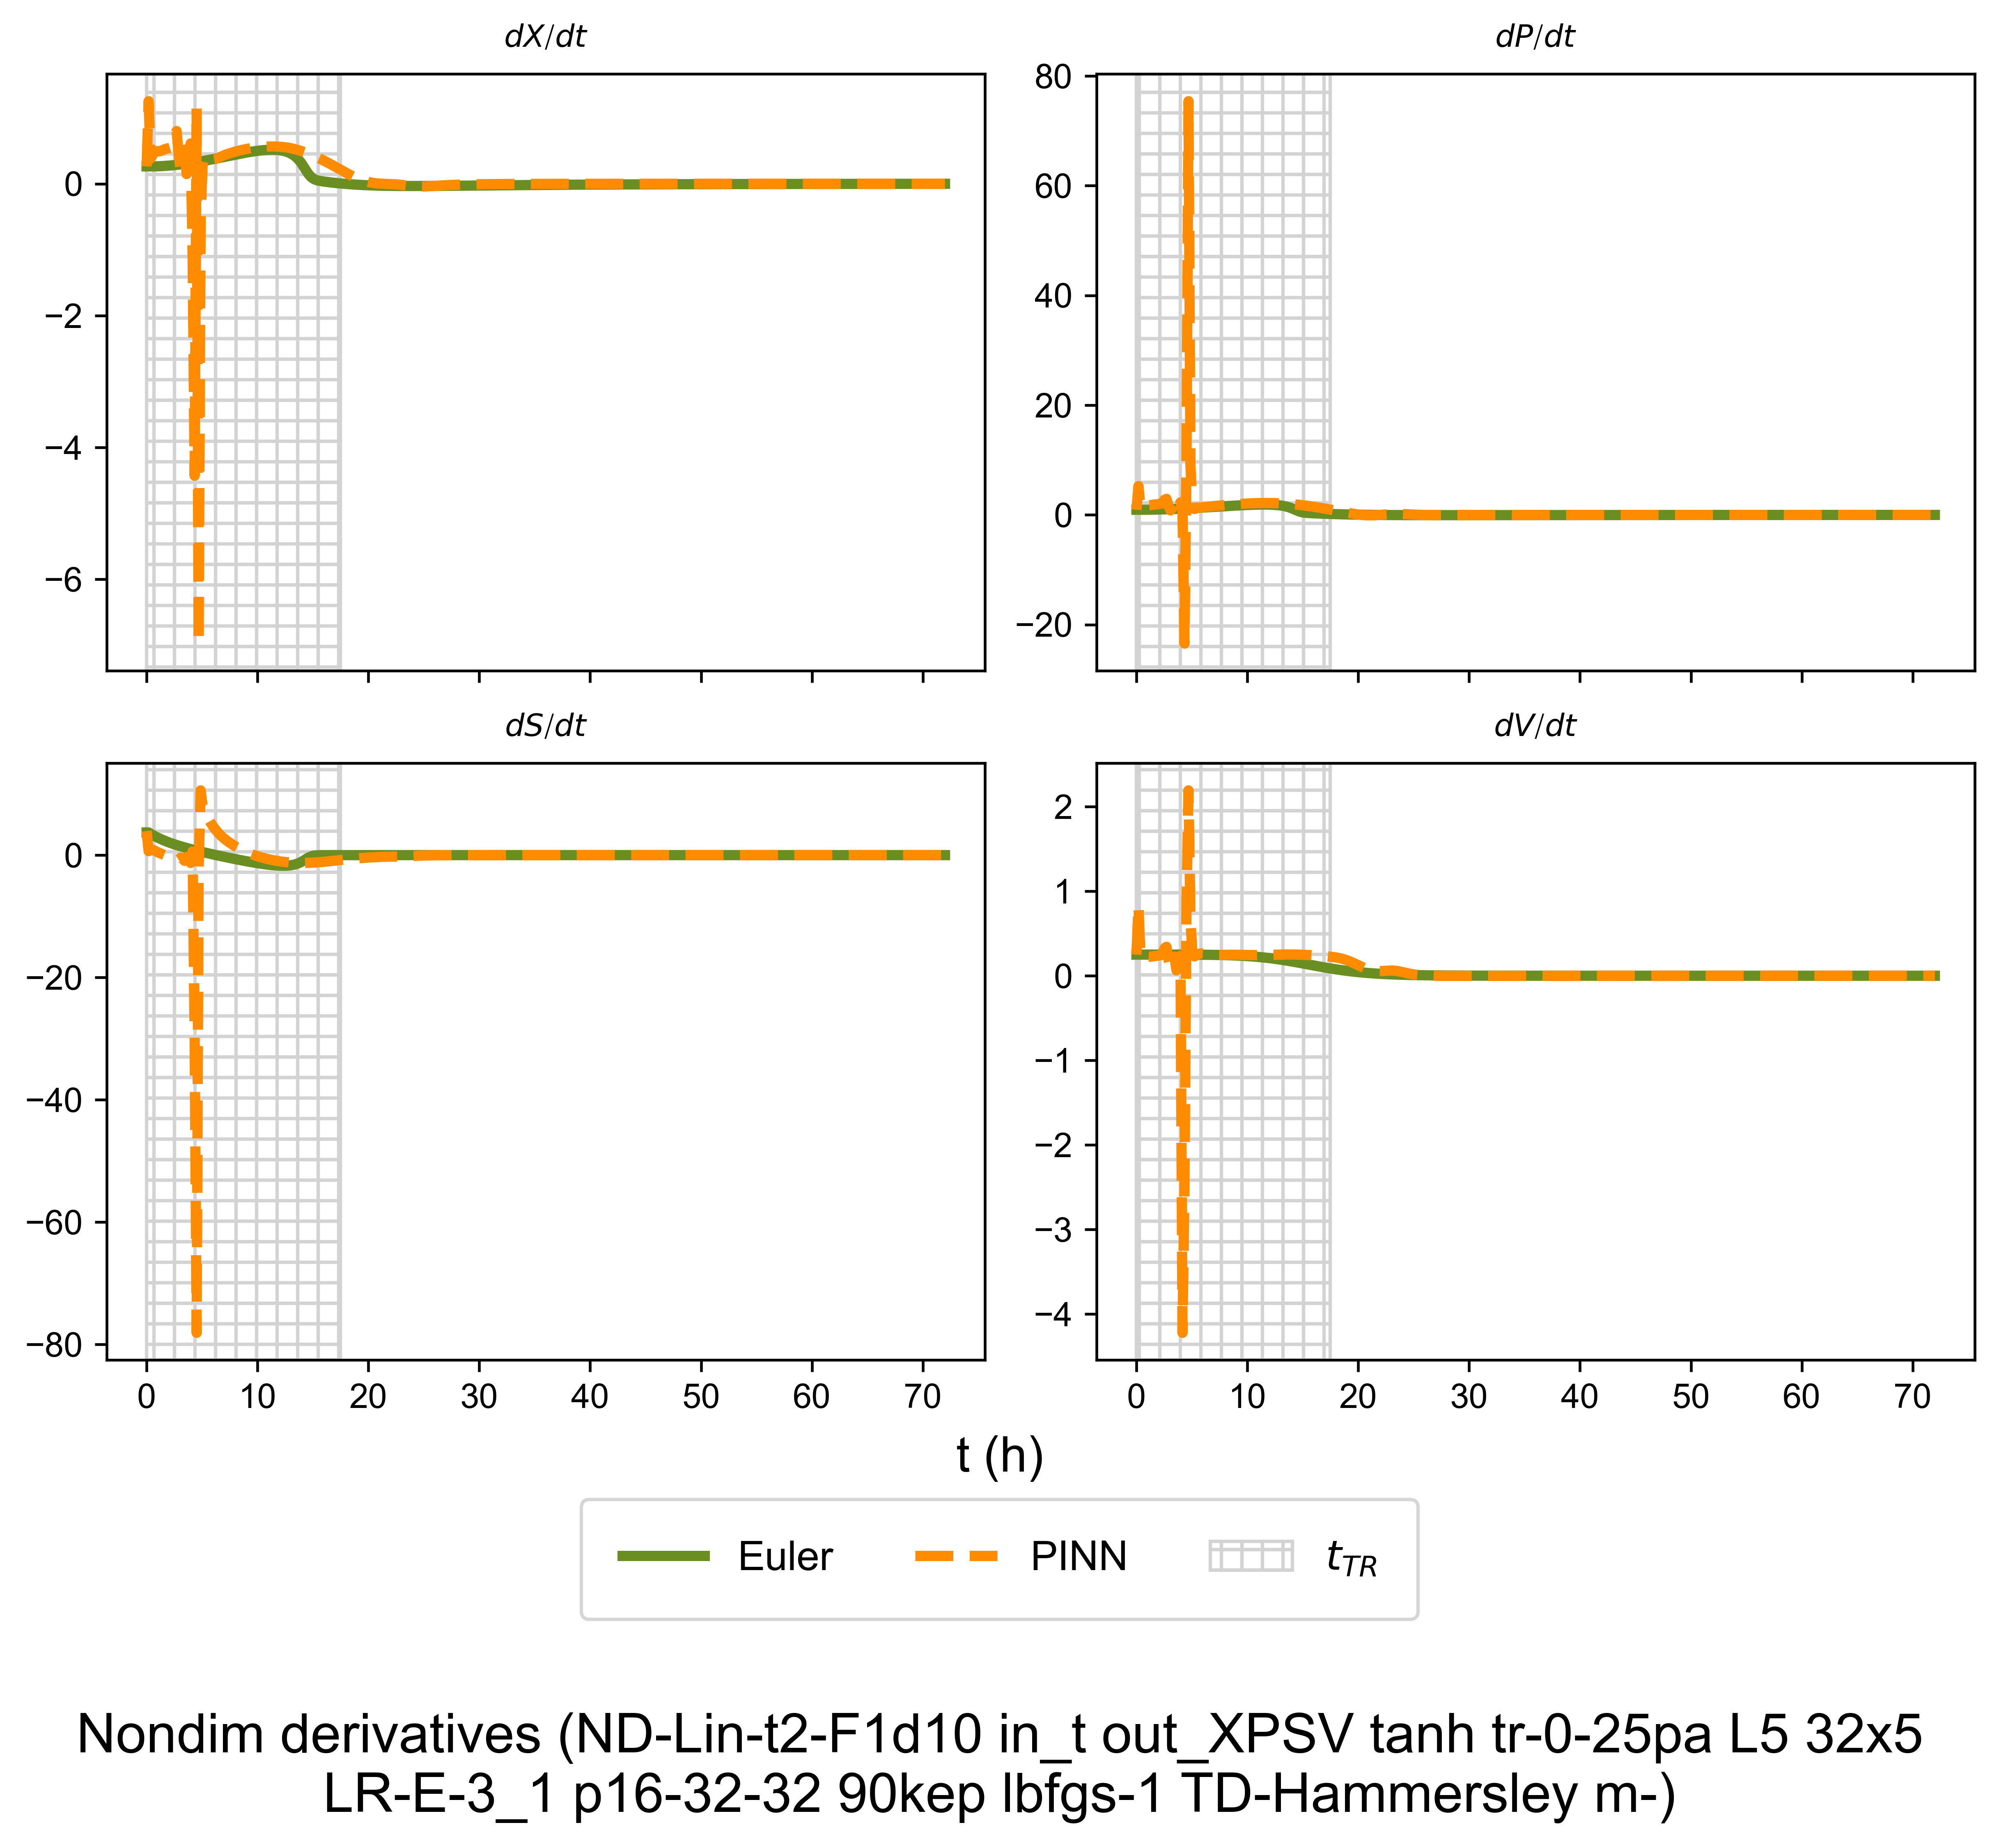 dX/dt
dP/dt
0
−2
−4
−6
80
60
40
20
0
−20
dS/dt
dV/dt
0
−20
−40
−60
−80
2
1
0
−1
−2
−3
−4
0 10 20 30 40 50 60 70
0 10 20 30 40 50 60 70
t (h)
Euler PINN t_TR
Nondim derivatives (ND-Lin-t2-F1d10 in_t out_XPSV tanh tr-0-25pa L5 32x5
LR-E-3_1 p16-32-32 90kep lbfgs-1 TD-Hammersley m-)